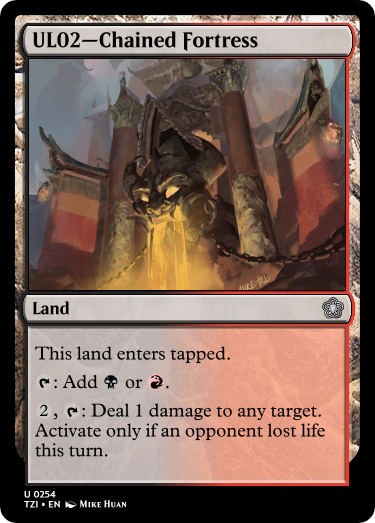 UL02—Chained Fortress
Land
This land enters tapped.
: Add or .
2 , : Deal 1 damage to any target.
Activate only if an opponent lost life
this turn.
U 0254
TZI • EN Mike Huan